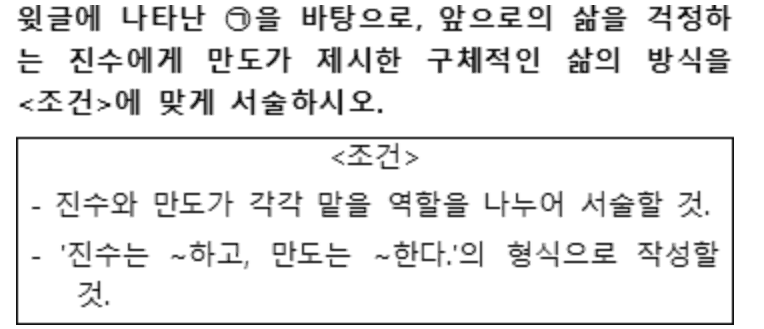 윗글에 나타난 ㉠을 바탕으로, 앞으로의 삶을 걱정하
는 진수에게 만도가 제시한 구체적인 삶의 방식을
<조건>에 맞게 서술하시오.
<조건>
- 진수와 만도가 각각 맡을 역할을 나누어 서술할 것.
- '진수는 ~하고, 만도는 ~한다.'의 형식으로 작성할
것.